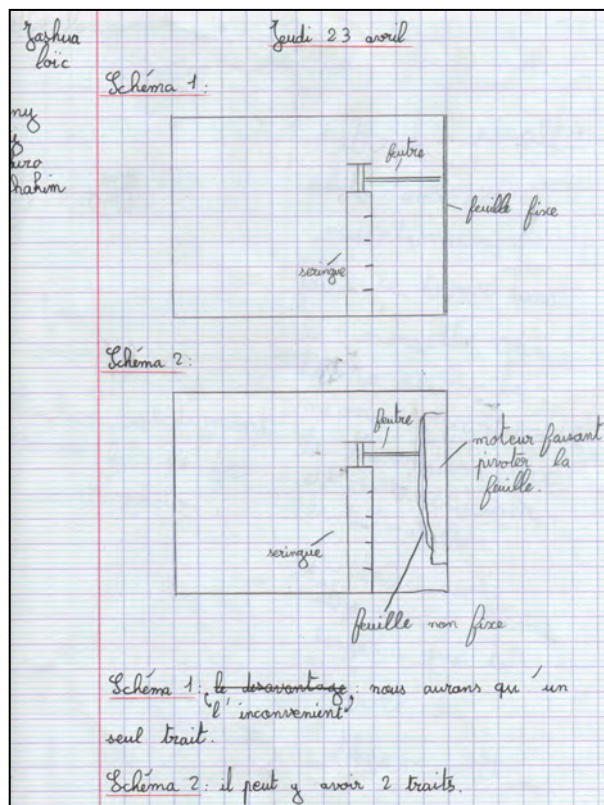 Jashua
Jeudi 23 avril
loïc
Schéma 1:
ny
hahim
feutre
feuille fixe
seringue
Schéma 2:
feutre
moteur faisant
pivoter la
feuille.
seringue
feuille non fixe
Schéma 1: le desavantage: nous aurons qu'un
l'inconvenient
seul trait.
Schéma 2: il peut y avoir 2 traits.